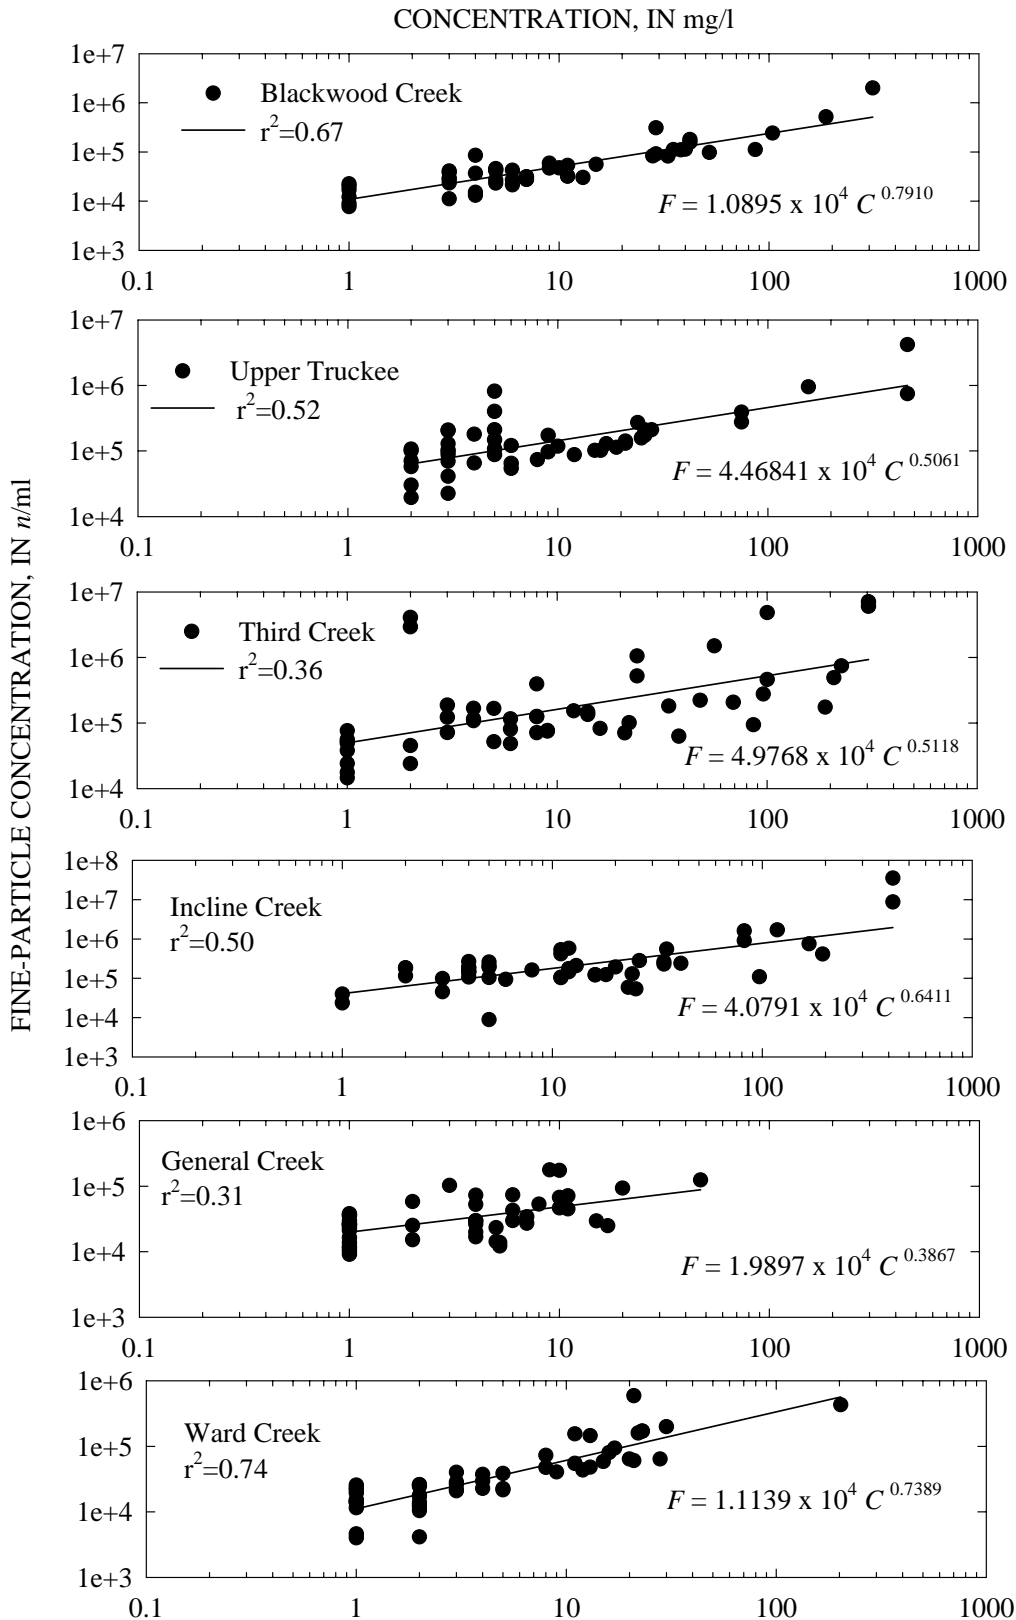 CONCENTRATION, IN mg/l
FINE-PARTICLE CONCENTRATION, IN n/ml
1e+7
1e+6
1e+5
1e+4
1e+3
Blackwood Creek
r²=0.67
F = 1.0895 x 10⁴ C ⁰·⁷⁹¹⁰
0.1 1 10 100 1000
1e+7
1e+6
1e+5
1e+4
Upper Truckee
r²=0.52
F = 4.46841 x 10⁴ C ⁰·⁵⁰⁶¹
0.1 1 10 100 1000
1e+7
1e+6
1e+5
1e+4
Third Creek
r²=0.36
F = 4.9768 x 10⁴ C ⁰·⁵¹¹⁸
0.1 1 10 100 1000
1e+8
1e+7
1e+6
1e+5
1e+4
1e+3
Incline Creek
r²=0.50
F = 4.0791 x 10⁴ C ⁰·⁶⁴¹¹
0.1 1 10 100 1000
1e+6
1e+5
1e+4
1e+3
General Creek
r²=0.31
F = 1.9897 x 10⁴ C ⁰·³⁸⁶⁷
0.1 1 10 100 1000
1e+6
1e+5
1e+4
1e+3
Ward Creek
r²=0.74
F = 1.1139 x 10⁴ C ⁰·⁷³⁸⁹
0.1 1 10 100 1000